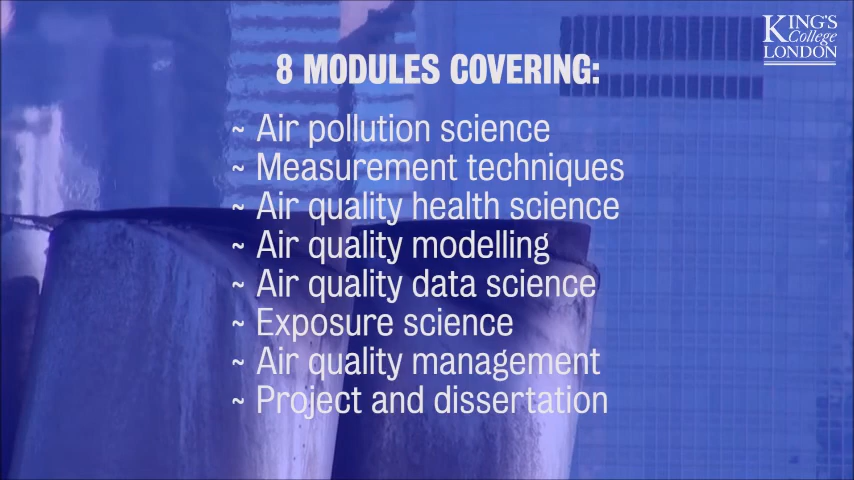 KING'S
College
LONDON
8 MODULES COVERING:
~ Air pollution science
~ Measurement techniques
~ Air quality health science
~ Air quality modelling
~ Air quality data science
~ Exposure science
~ Air quality management
~ Project and dissertation